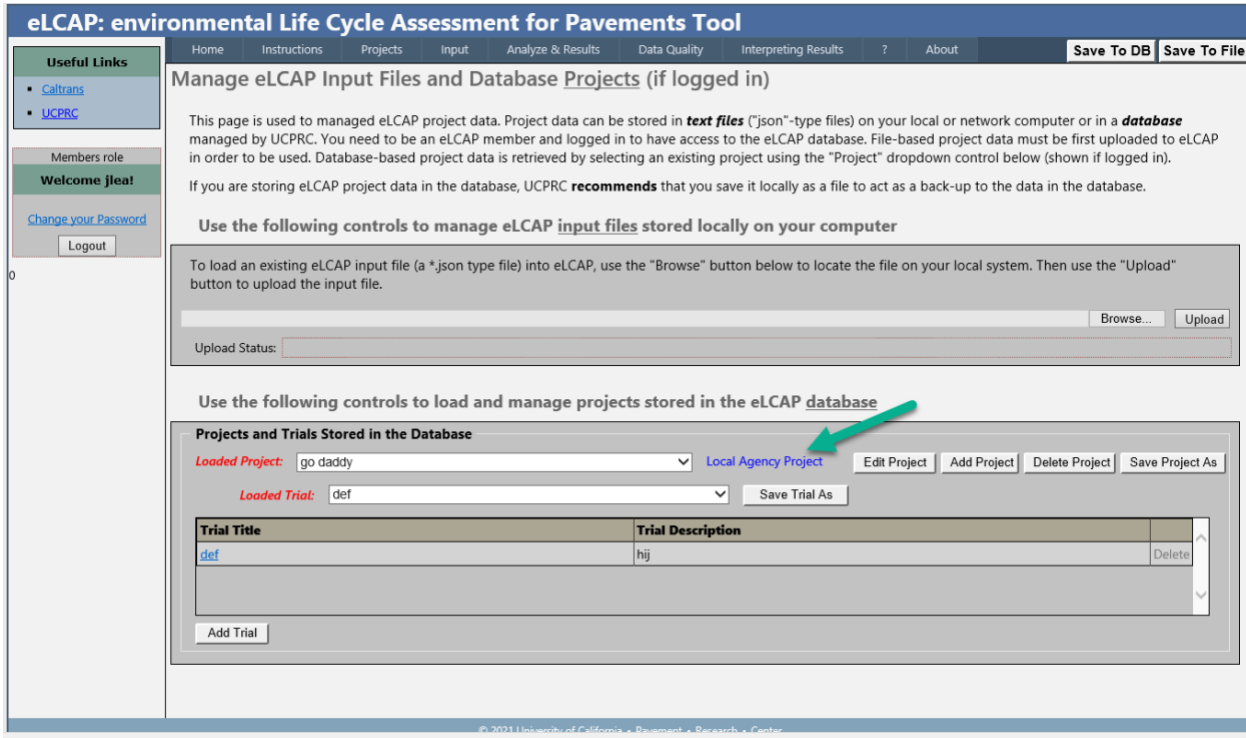 eLCAP: environmental Life Cycle Assessment for Pavements Tool
Home Instructions Projects Input Analyze & Results Data Quality Interpreting Results ? About Save To DB Save To File
Useful Links
Caltrans
UCPRC
Members role
Welcome jlea!
Change your Password
Logout
0
Manage eLCAP Input Files and Database Projects (if logged in)
This page is used to managed eLCAP project data. Project data can be stored in text files ("json"-type files) on your local or network computer or in a database
managed by UCPRC. You need to be an eLCAP member and logged in to have access to the eLCAP database. File-based project data must be first uploaded to eLCAP
in order to be used. Database-based project data is retrieved by selecting an existing project using the "Project" dropdown control below (shown if logged in).
If you are storing eLCAP project data in the database, UCPRC recommends that you save it locally as a file to act as a back-up to the data in the database.
Use the following controls to manage eLCAP input files stored locally on your computer
To load an existing eLCAP input file (a *.json type file) into eLCAP, use the "Browse" button below to locate the file on your local system. Then use the "Upload"
button to upload the input file.
Browse... Upload
Upload Status:
Use the following controls to load and manage projects stored in the eLCAP database
Projects and Trials Stored in the Database
Loaded Project: go daddy Local Agency Project Edit Project Add Project Delete Project Save Project As
Loaded Trial: def Save Trial As
Trial Title Trial Description
def hij Delete
Add Trial
© 2021 University of California • Pavement • Research • Center